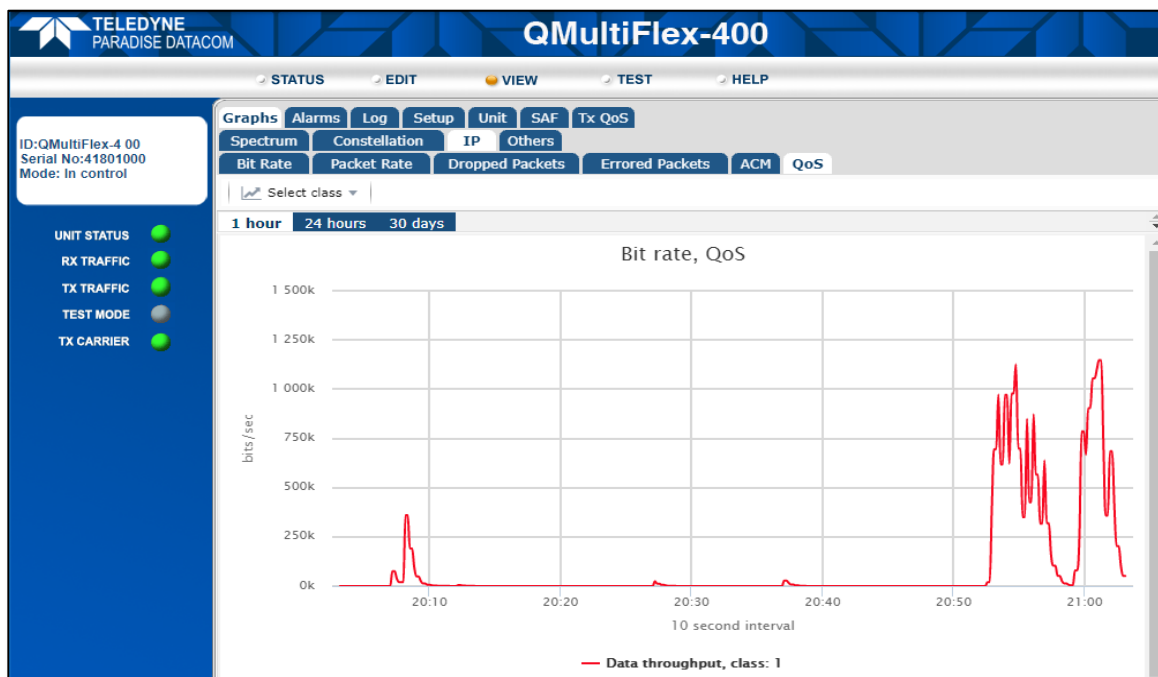 TELEDYNE
PARADISE DATACOM
QMultiFlex-400
STATUS EDIT VIEW TEST HELP
ID:QMultiFlex-4 00
Serial No:41801000
Mode: In control
UNIT STATUS
RX TRAFFIC
TX TRAFFIC
TEST MODE
TX CARRIER
Graphs Alarms Log Setup Unit SAF Tx QoS
Spectrum Constellation IP Others
Bit Rate Packet Rate Dropped Packets Errored Packets ACM QoS
Select class
1 hour 24 hours 30 days
Bit rate, QoS
bits/sec
1 500k
1 250k
1 000k
750k
500k
250k
0k
20:10 20:20 20:30 20:40 20:50 21:00
10 second interval
Data throughput, class: 1